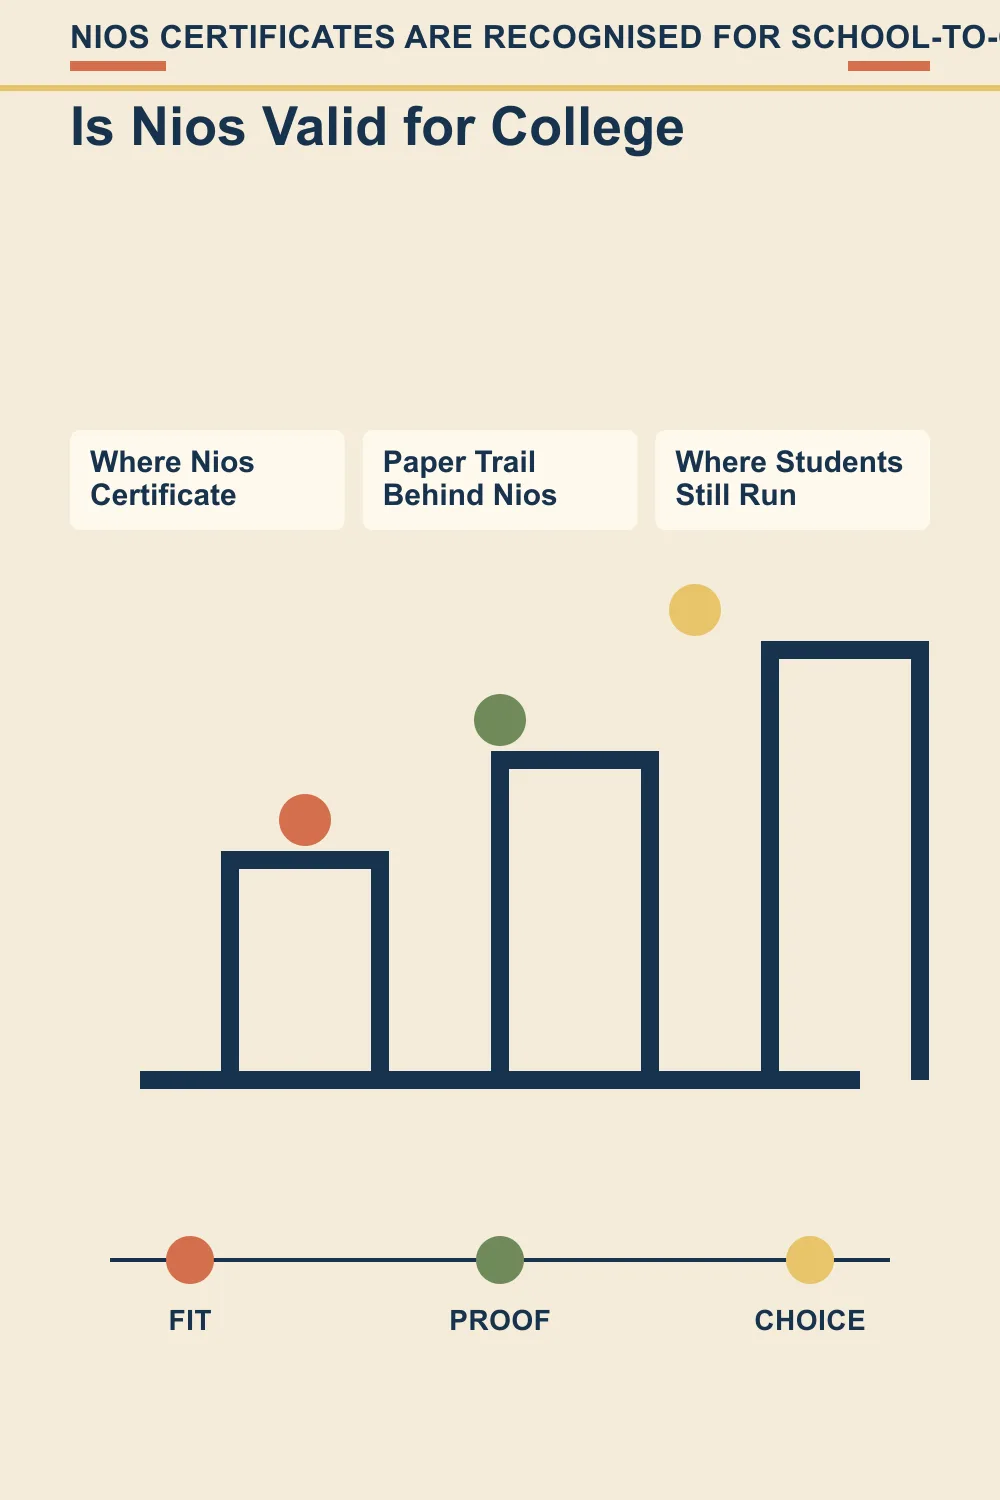 NIOS CERTIFICATES ARE RECOGNISED FOR SCHOOL-TO-
Is Nios Valid for College
Where Nios
Certificate
Paper Trail
Behind Nios
Where Students
Still Run
FIT
PROOF
CHOICE